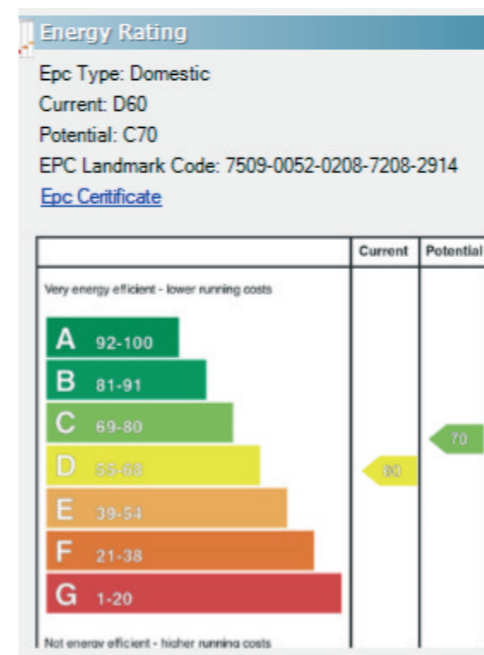 Energy Rating
Epc Type: Domestic
Current: D60
Potential: C70
EPC Landmark Code: 7509-0052-0208-7208-2914
Epc Ceritificate
Current Potential
Very energy efficient - lower running costs
A 92-100
B 81-91
C 69-80
70
D 55-68
60
E 39-54
F 21-38
G 1-20
Not energy efficient - higher running costs